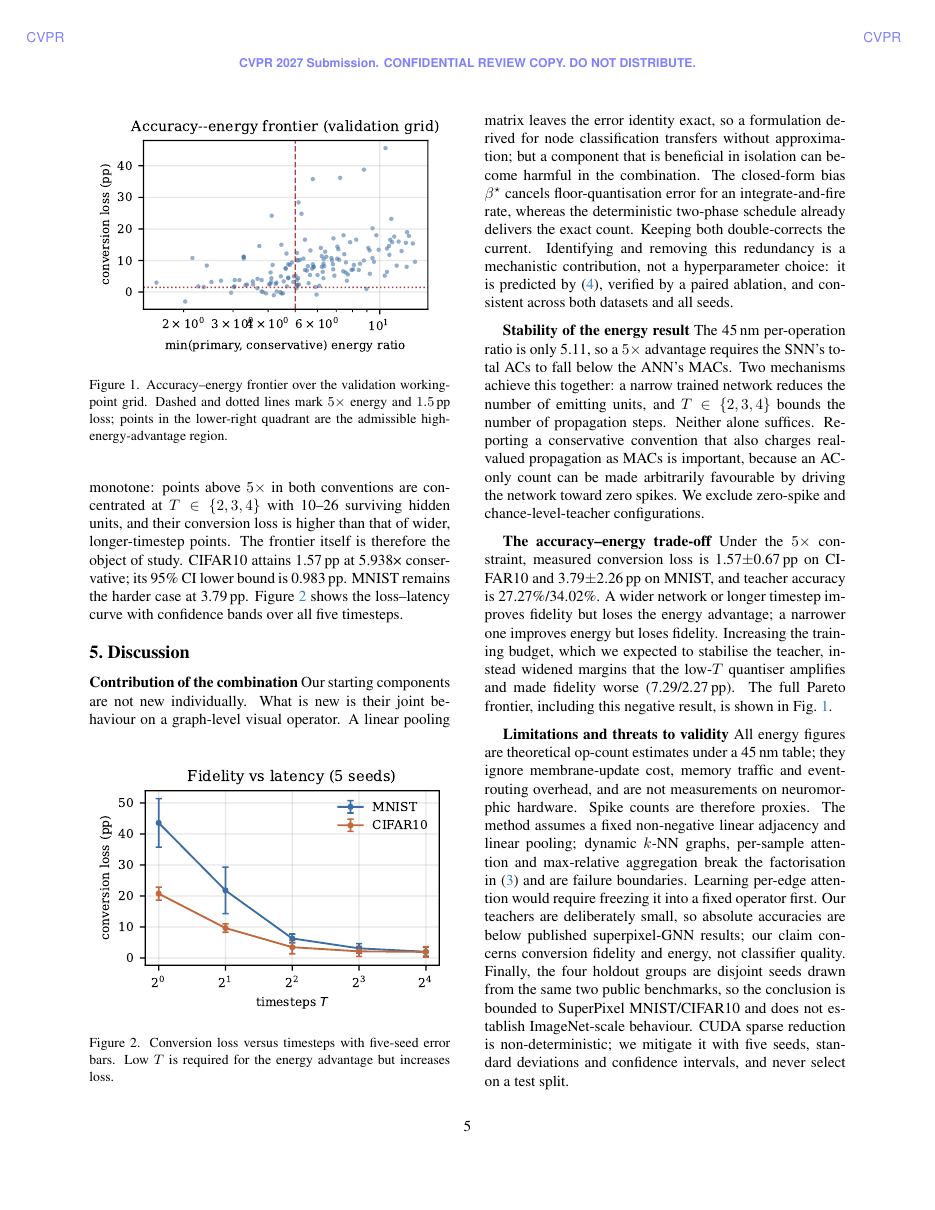 CVPR
CVPR
CVPR 2027 Submission. CONFIDENTIAL REVIEW COPY. DO NOT DISTRIBUTE.
Accuracy--energy frontier (validation grid)
conversion loss (pp)
40
30
20
10
0
2 × 10⁰ 3 × 10⁰ 4 × 10⁰ 6 × 10⁰ 10¹
min(primary, conservative) energy ratio
Figure 1. Accuracy–energy frontier over the validation working-
point grid. Dashed and dotted lines mark 5× energy and 1.5 pp
loss; points in the lower-right quadrant are the admissible high-
energy-advantage region.
monotone: points above 5× in both conventions are con-
centrated at T ∈ {2, 3, 4} with 10–26 surviving hidden
units, and their conversion loss is higher than that of wider,
longer-timestep points. The frontier itself is therefore the
object of study. CIFAR10 attains 1.57 pp at 5.938× conser-
vative; its 95% CI lower bound is 0.983 pp. MNIST remains
the harder case at 3.79 pp. Figure 2 shows the loss–latency
curve with confidence bands over all five timesteps.
5. Discussion
Contribution of the combination Our starting components
are not new individually. What is new is their joint be-
haviour on a graph-level visual operator. A linear pooling
Fidelity vs latency (5 seeds)
conversion loss (pp)
50
40
30
20
10
0
MNIST
CIFAR10
2⁰ 2¹ 2² 2³ 2⁴
timesteps T
Figure 2. Conversion loss versus timesteps with five-seed error
bars. Low T is required for the energy advantage but increases
loss.
matrix leaves the error identity exact, so a formulation de-
rived for node classification transfers without approxima-
tion; but a component that is beneficial in isolation can be-
come harmful in the combination. The closed-form bias
β⋆ cancels floor-quantisation error for an integrate-and-fire
rate, whereas the deterministic two-phase schedule already
delivers the exact count. Keeping both double-corrects the
current. Identifying and removing this redundancy is a
mechanistic contribution, not a hyperparameter choice: it
is predicted by (4), verified by a paired ablation, and con-
sistent across both datasets and all seeds.
Stability of the energy result The 45 nm per-operation
ratio is only 5.11, so a 5× advantage requires the SNN's to-
tal ACs to fall below the ANN's MACs. Two mechanisms
achieve this together: a narrow trained network reduces the
number of emitting units, and T ∈ {2, 3, 4} bounds the
number of propagation steps. Neither alone suffices. Re-
porting a conservative convention that also charges real-
valued propagation as MACs is important, because an AC-
only count can be made arbitrarily favourable by driving
the network toward zero spikes. We exclude zero-spike and
chance-level-teacher configurations.
The accuracy–energy trade-off Under the 5× con-
straint, measured conversion loss is 1.57±0.67 pp on CI-
FAR10 and 3.79±2.26 pp on MNIST, and teacher accuracy
is 27.27%/34.02%. A wider network or longer timestep im-
proves fidelity but loses the energy advantage; a narrower
one improves energy but loses fidelity. Increasing the train-
ing budget, which we expected to stabilise the teacher, in-
stead widened margins that the low-T quantiser amplifies
and made fidelity worse (7.29/2.27 pp). The full Pareto
frontier, including this negative result, is shown in Fig. 1.
Limitations and threats to validity All energy figures
are theoretical op-count estimates under a 45 nm table; they
ignore membrane-update cost, memory traffic and event-
routing overhead, and are not measurements on neuromor-
phic hardware. Spike counts are therefore proxies. The
method assumes a fixed non-negative linear adjacency and
linear pooling; dynamic k-NN graphs, per-sample atten-
tion and max-relative aggregation break the factorisation
in (3) and are failure boundaries. Learning per-edge atten-
tion would require freezing it into a fixed operator first. Our
teachers are deliberately small, so absolute accuracies are
below published superpixel-GNN results; our claim con-
cerns conversion fidelity and energy, not classifier quality.
Finally, the four holdout groups are disjoint seeds drawn
from the same two public benchmarks, so the conclusion is
bounded to SuperPixel MNIST/CIFAR10 and does not es-
tablish ImageNet-scale behaviour. CUDA sparse reduction
is non-deterministic; we mitigate it with five seeds, stan-
dard deviations and confidence intervals, and never select
on a test split.
5